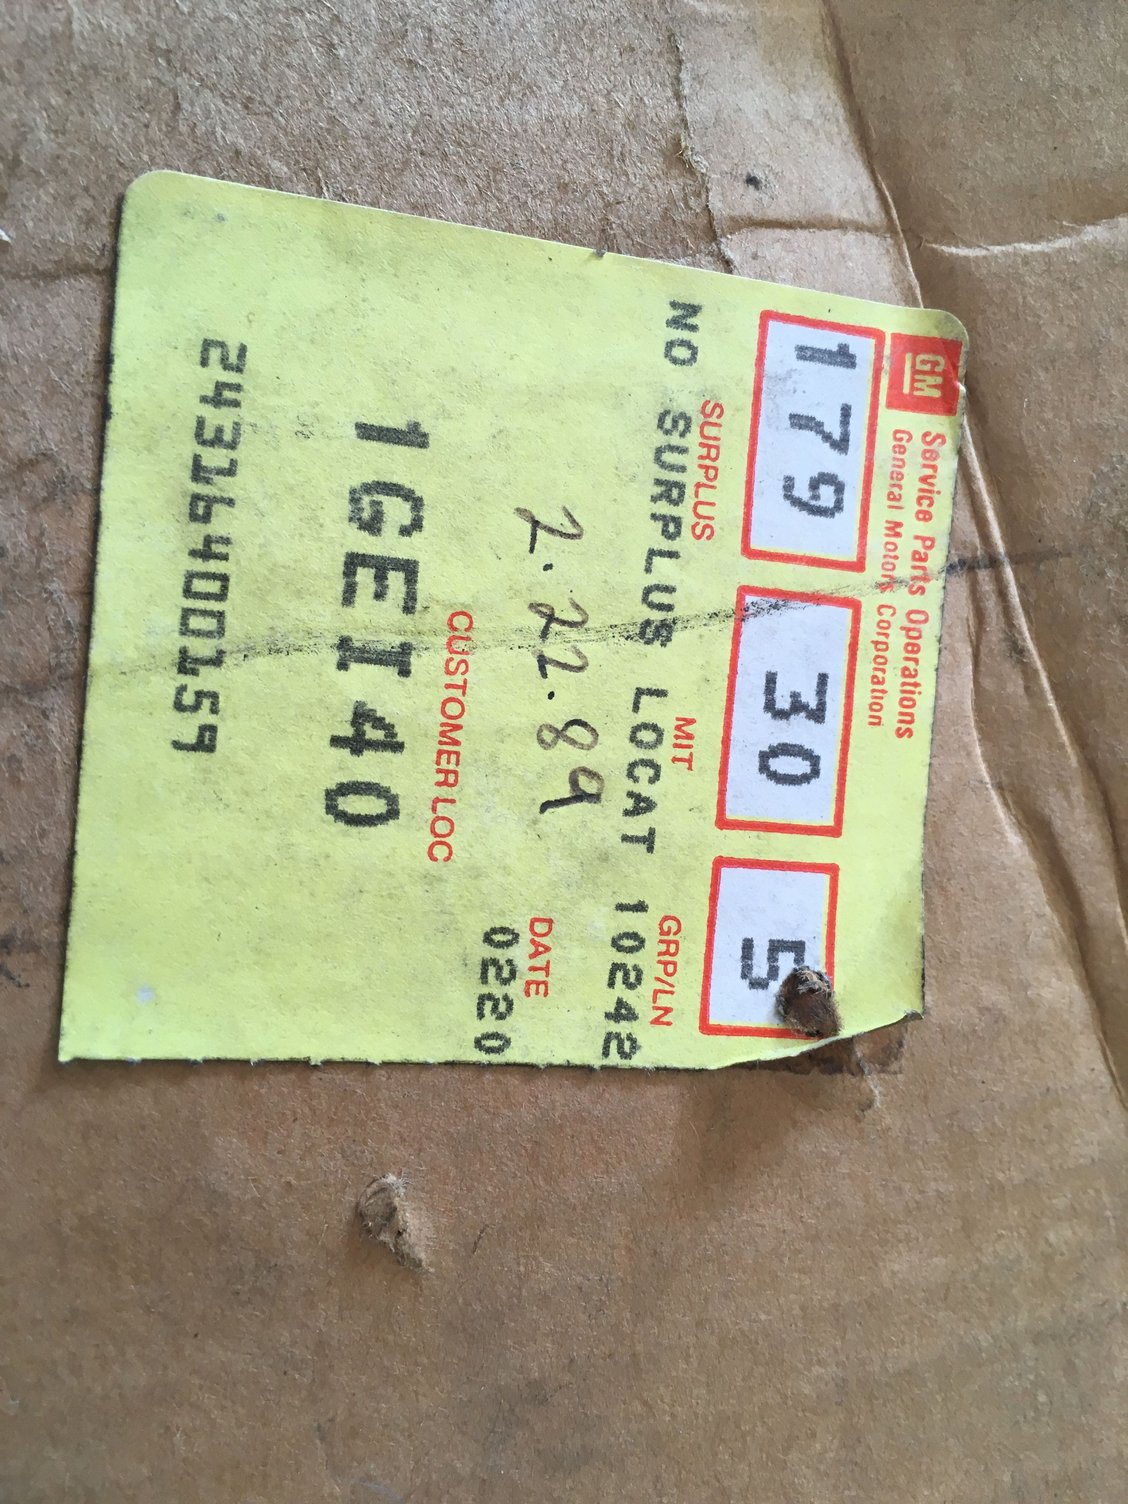 GM Service Parts Operations
General Motors Corporation
179 30 5
SURPLUS MIT GRP/LN
NO SURPLUS LOCAT 10242
2.22.89 DATE
0220
CUSTOMER LOC
1GEI40
24316400159